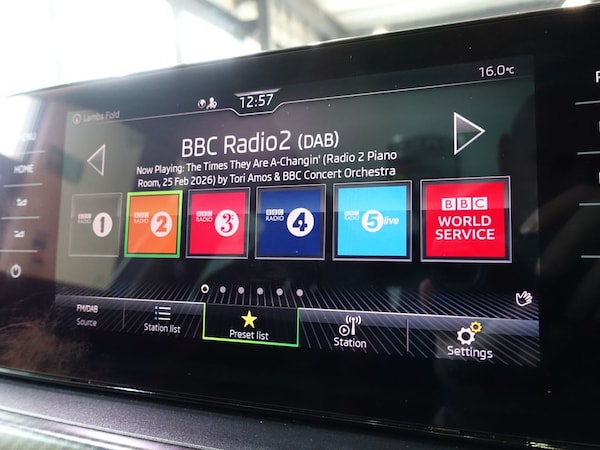 Lambs Fold
12:57
16.0°C
MENU
HOME
BBC Radio2 (DAB)
Now Playing: The Times They Are A-Changin' (Radio 2 Piano
Room, 25 Feb 2026) by Tori Amos & BBC Concert Orchestra
BBC RADIO 1
BBC RADIO 2
BBC RADIO 3
BBC RADIO 4
BBC RADIO 5 live
BBC WORLD SERVICE
FM/DAB
Source
Station list
Preset list
Station
Settings